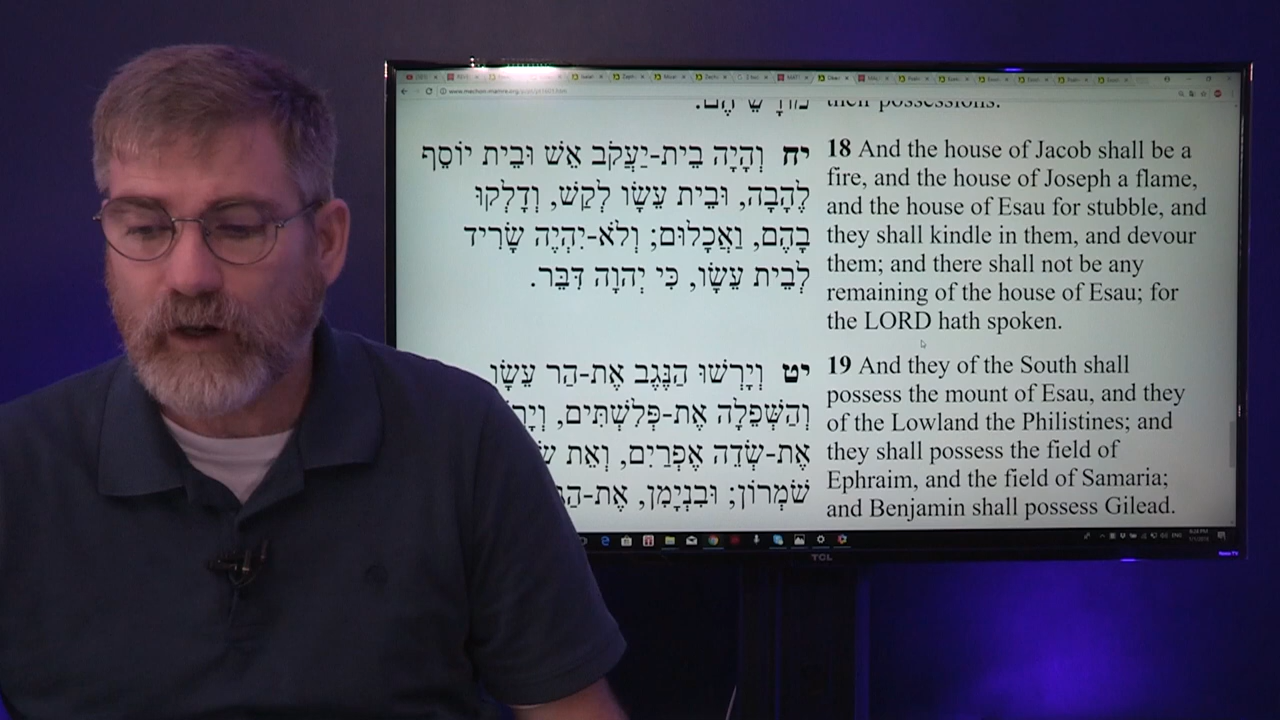 their possessions.
יח וְהָיָה בֵית-יַעֲקֹב אֵשׁ וּבֵית יוֹסֵף
לֶהָבָה, וּבֵית עֵשָׂו לְקַשׁ, וְדָלְקוּ
בָהֶם, וַאֲכָלוּם; וְלֹא-יִהְיֶה שָׂרִיד
לְבֵית עֵשָׂו, כִּי יְהוָה דִּבֵּר.
18 And the house of Jacob shall be a
fire, and the house of Joseph a flame,
and the house of Esau for stubble, and
they shall kindle in them, and devour
them; and there shall not be any
remaining of the house of Esau; for
the LORD hath spoken.
יט וְיָרְשׁוּ הַנֶּגֶב אֶת-הַר עֵשָׂו
וְהַשְּׁפֵלָה אֶת-פְּלִשְׁתִּים,
אֶת-שְׂדֵה אֶפְרַיִם, וְאֵת
שֹׁמְרוֹן; וּבִנְיָמִן,
19 And they of the South shall
possess the mount of Esau, and they
of the Lowland the Philistines; and
they shall possess the field of
Ephraim, and the field of Samaria;
and Benjamin shall possess Gilead.
TCL